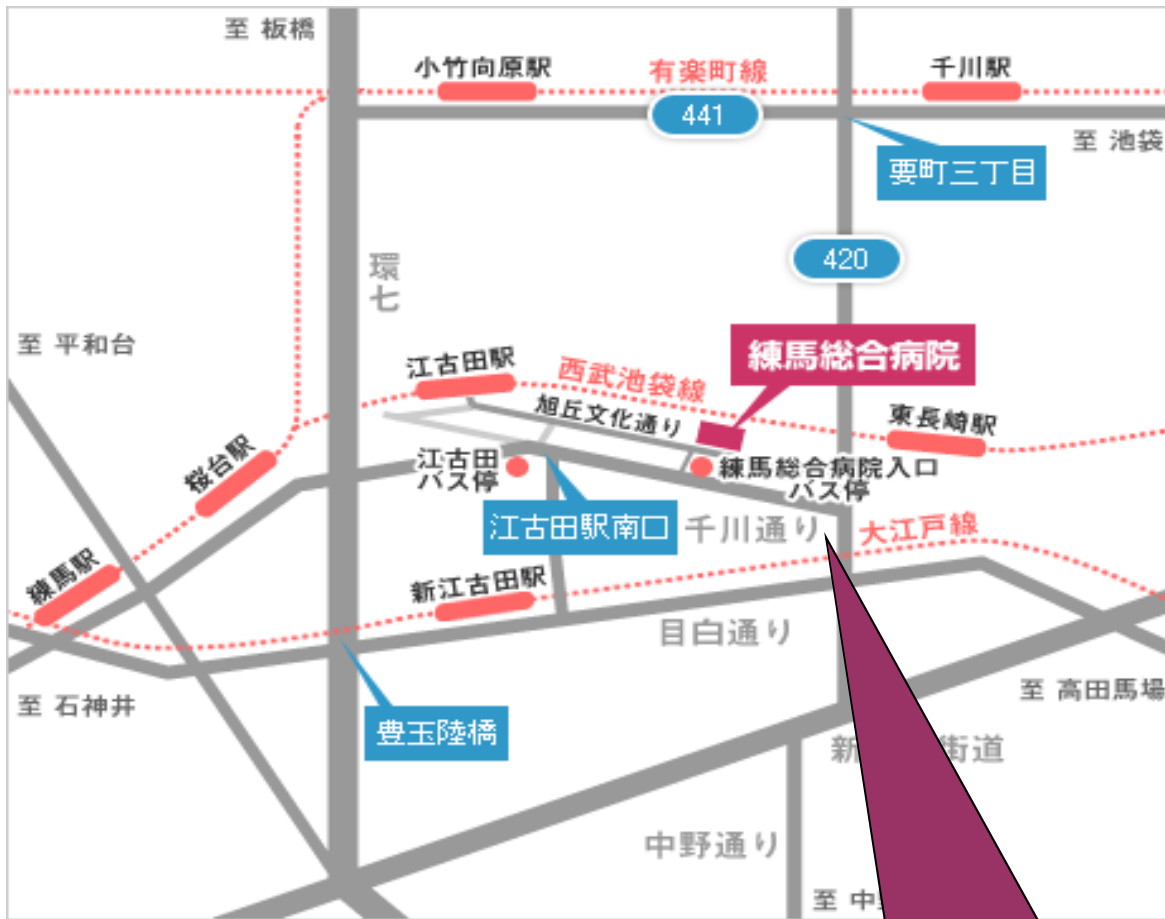 至 板橋
小竹向原駅
有楽町線
千川駅
441
至 池袋
要町三丁目
420
環七
至 平和台
江古田駅
西武池袋線
練馬総合病院
旭丘文化通り
東長崎駅
桜台駅
江古田
バス停
練馬総合病院入口
バス停
江古田駅南口
千川通り
大江戸線
練馬駅
新江古田駅
目白通り
至 石神井
至 高田馬場
豊玉陸橋
新
街道
中野通り
至 中